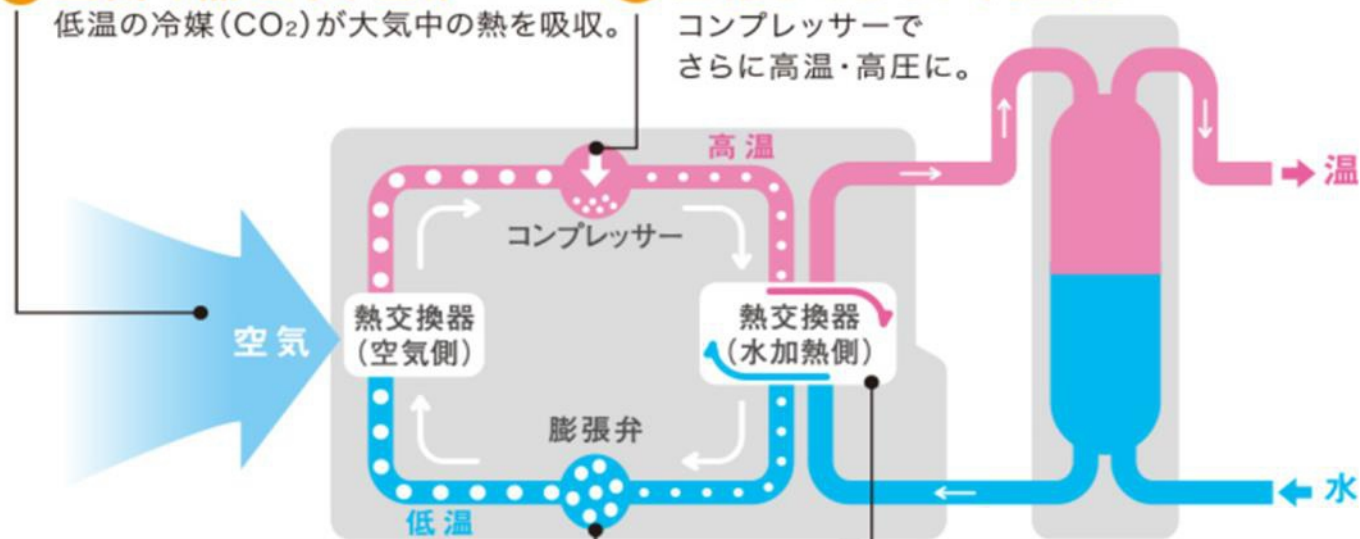 低温の冷媒（CO₂）が大気中の熱を吸収。
コンプレッサーで
さらに高温・高圧に。
高温
温
コンプレッサー
空気
熱交換器
（空気側）
熱交換器
（水加熱側）
膨張弁
低温
水